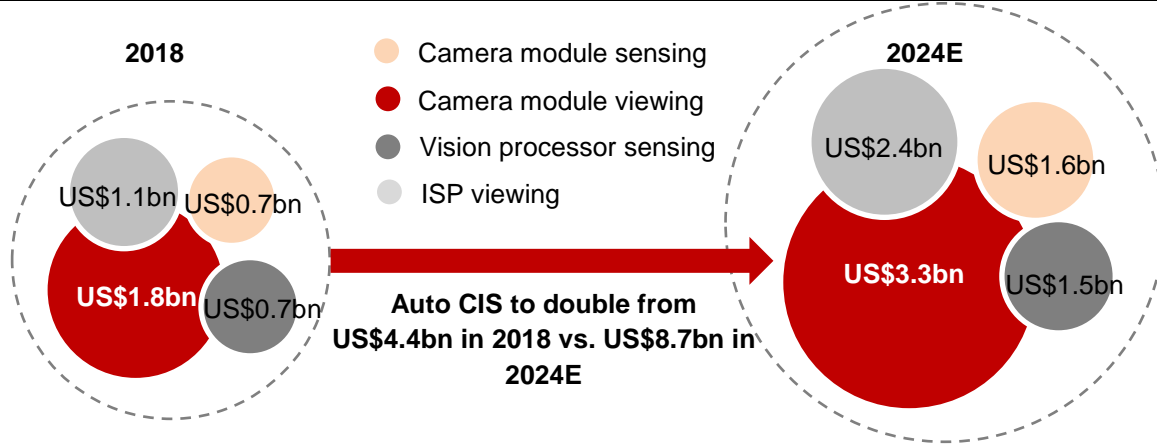 2018
Camera module sensing
Camera module viewing
Vision processor sensing
ISP viewing
2024E
US$1.1bn
US$0.7bn
US$1.8bn
US$0.7bn
Auto CIS to double from
US$4.4bn in 2018 vs. US$8.7bn in
2024E
US$2.4bn
US$1.6bn
US$3.3bn
US$1.5bn